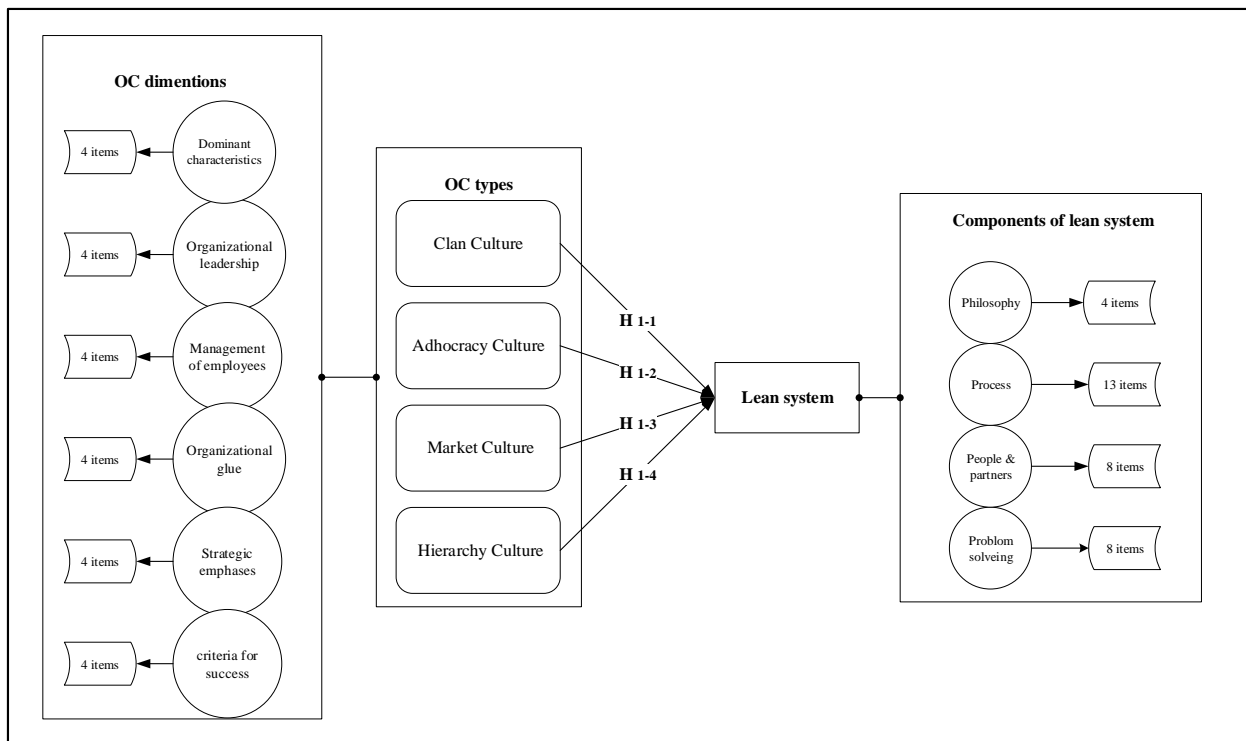 OC dimentions
4 items
Dominant
characteristics
4 items
Organizational
leadership
4 items
Management
of employees
4 items
Organizational
glue
4 items
Strategic
emphases
4 items
criteria for
success
OC types
Clan Culture
Adhocracy Culture
Market Culture
Hierarchy Culture
H 1-1
H 1-2
H 1-3
H 1-4
Lean system
Components of lean system
Philosophy
4 items
Process
13 items
People &
partners
8 items
Problom
solveing
8 items